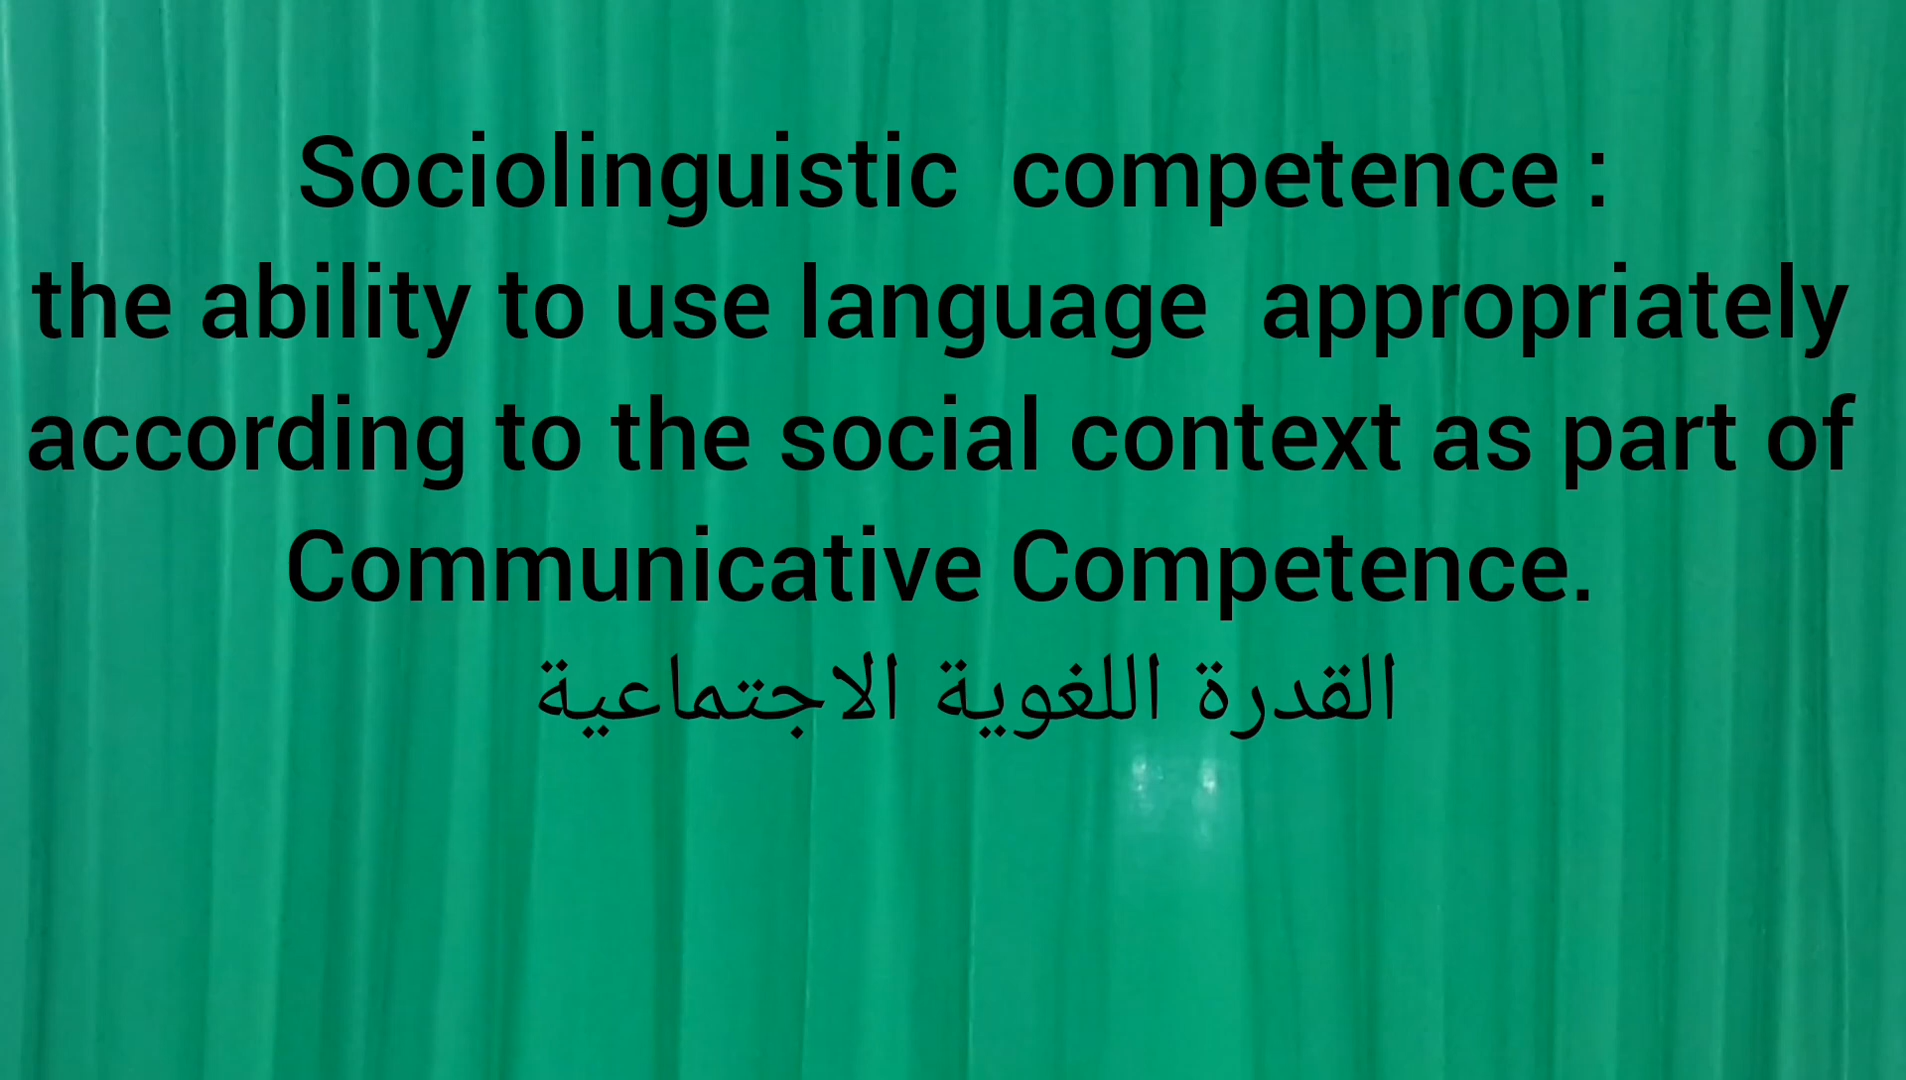 Sociolinguistic  competence :
the ability to use language  appropriately
according to the social context as part of
Communicative Competence.
القدرة اللغوية الاجتماعية